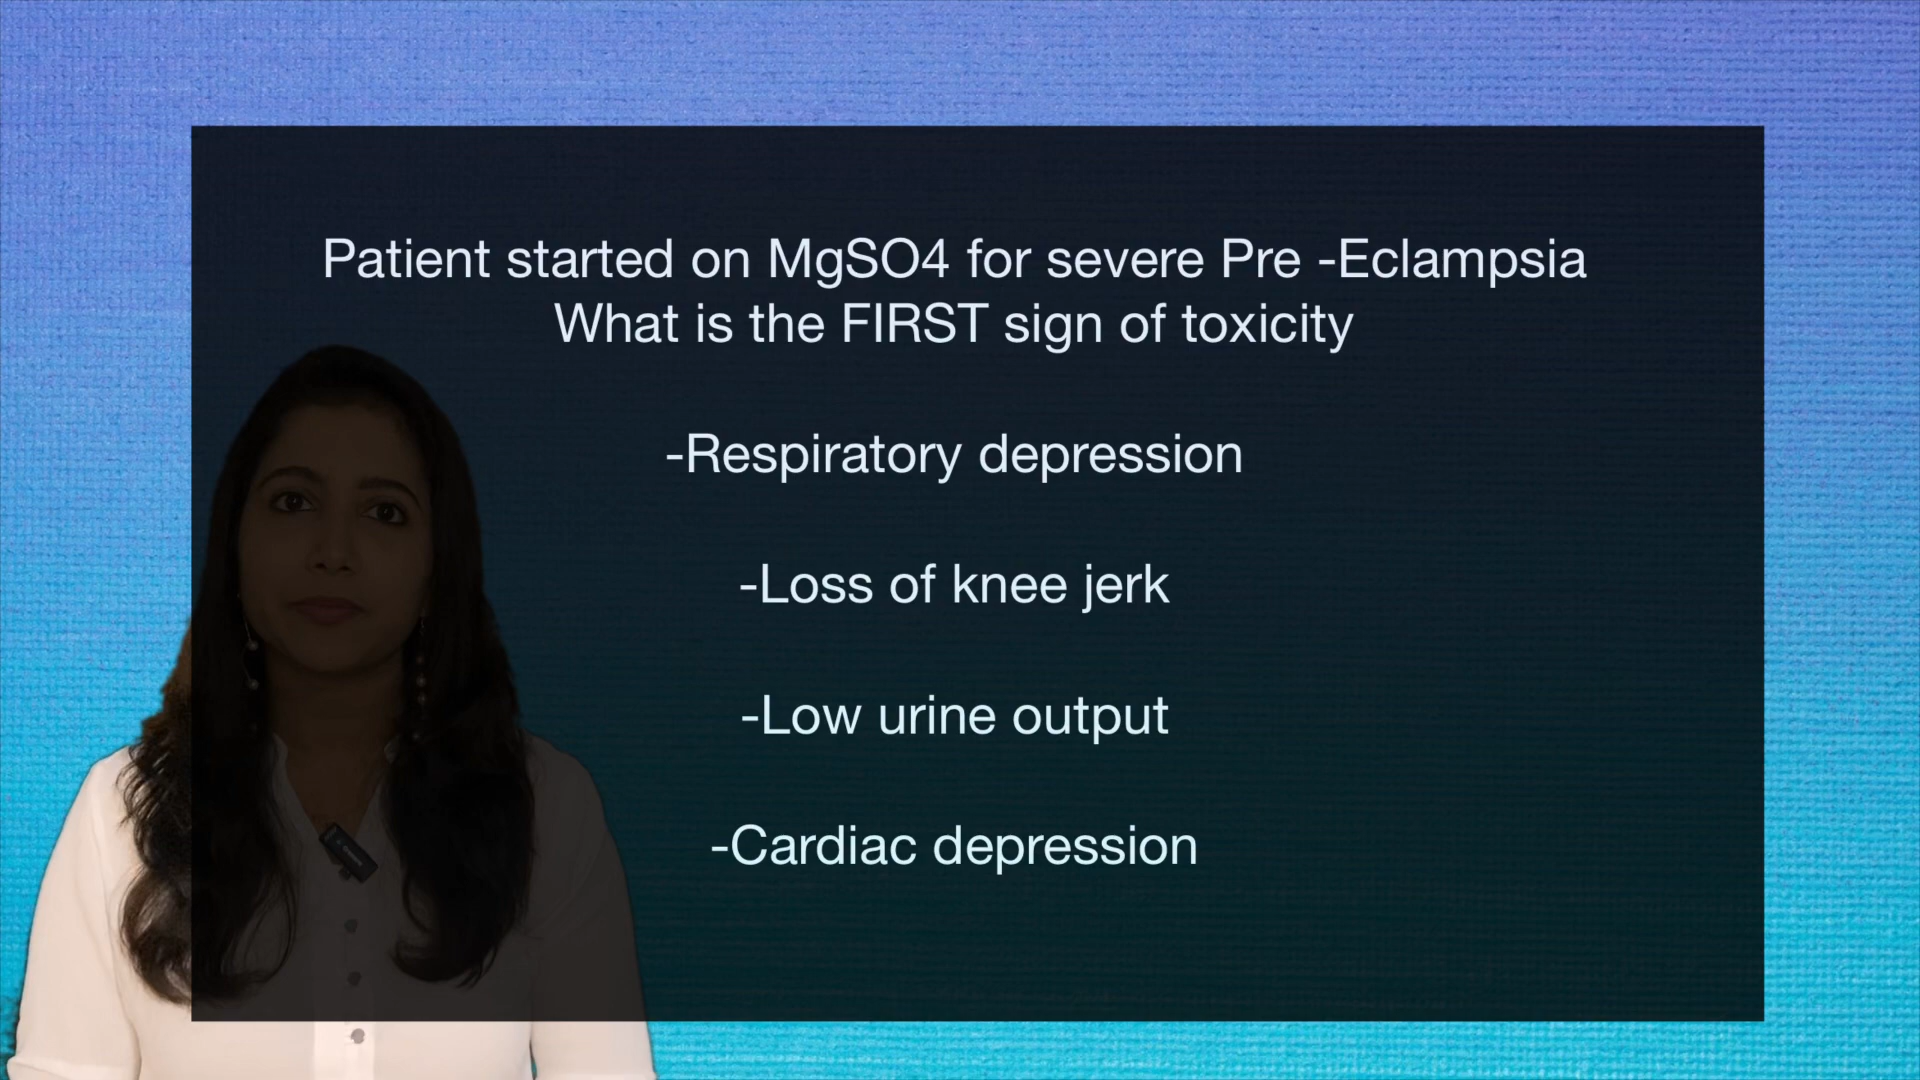 Patient started on MgSO4 for severe Pre -Eclampsia
What is the FIRST sign of toxicity
-Respiratory depression
-Loss of knee jerk
-Low urine output
-Cardiac depression